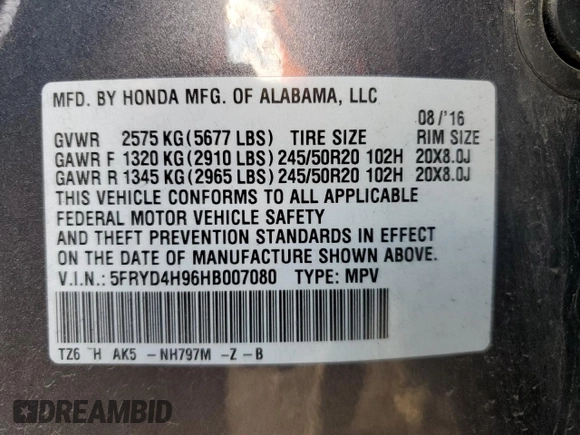 MFD. BY HONDA MFG. OF ALABAMA, LLC
08/'16
GVWR 2575 KG(5677 LBS) TIRE SIZE RIM SIZE
GAWR F 1320 KG(2910 LBS)245/50R20 102H 20X8.0J
GAWR R 1345 KG(2965 LBS)245/50R20 102H 20X8.0J
THIS VEHICLE CONFORMS TO ALL APPLICABLE
FEDERAL MOTOR VEHICLE SAFETY
AND THEFT PREVENTION STANDARDS IN EFFECT
ON THE DATE OF MANUFACTURE SHOWN ABOVE.
V.I.N.: 5FRYD4H96HB007080 TYPE: MPV
TZ6 H AK5 - NH797M -Z-B
DREAMBID